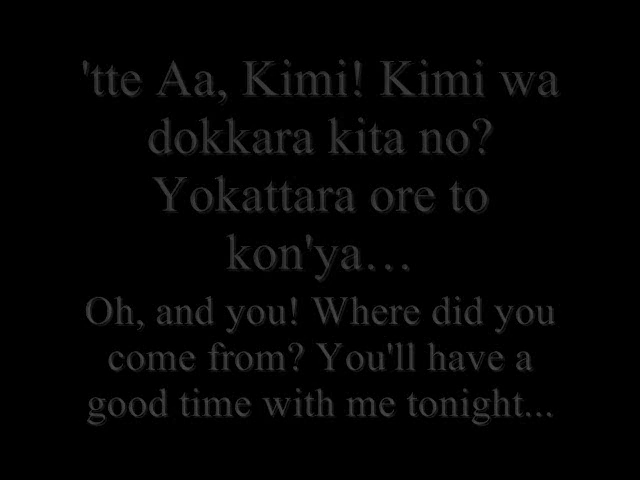 'tte Aa, Kimi! Kimi wa
dokkara kita no?
Yokattara ore to
kon'ya…
Oh, and you! Where did you
come from? You'll have a
good time with me tonight...